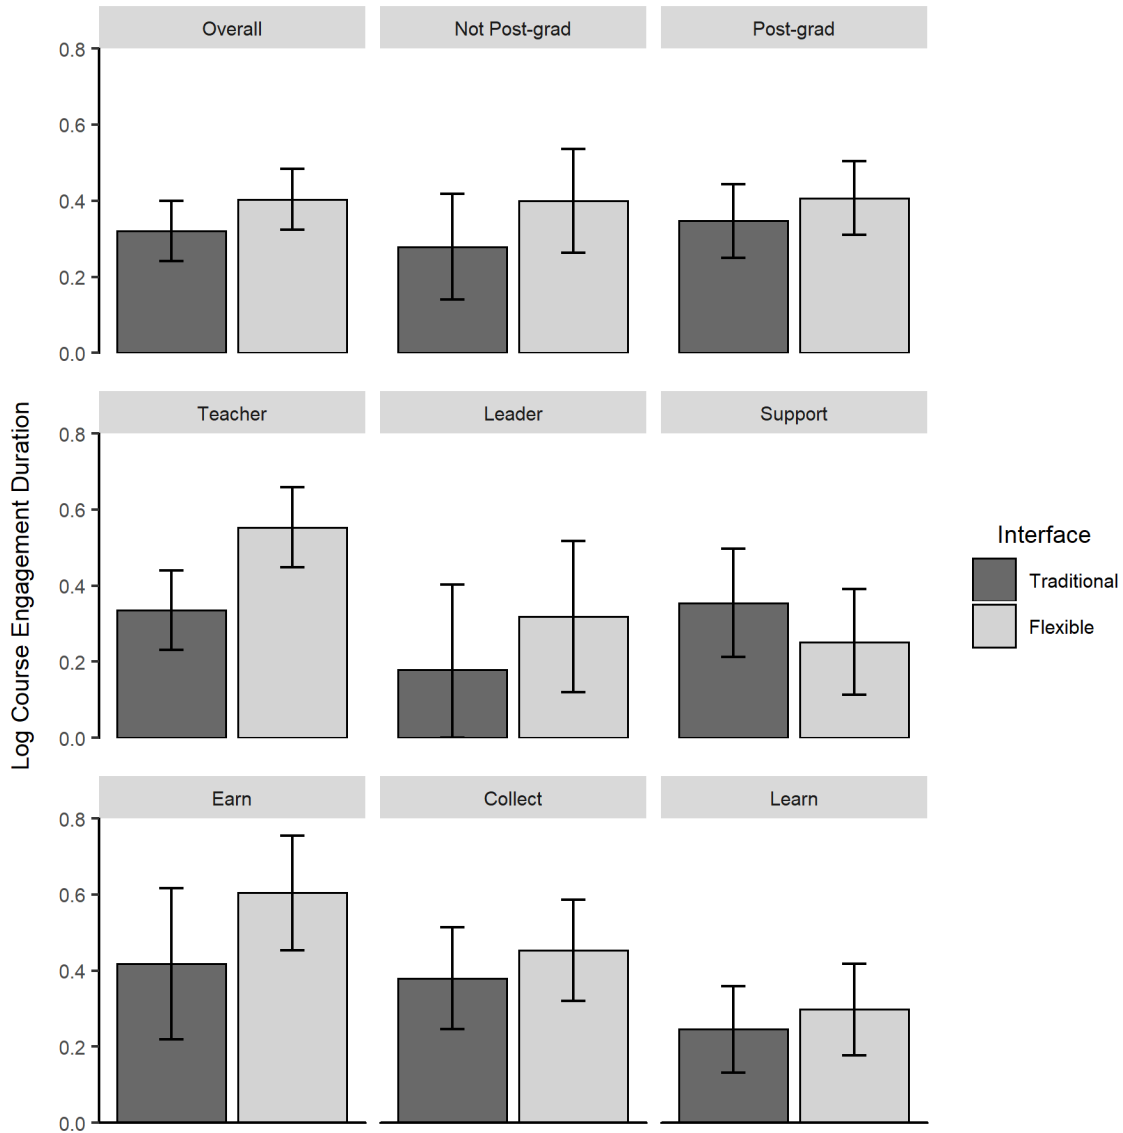 Overall
Not Post-grad
Post-grad
0.8
0.6
0.4
0.2
0.0
Teacher
Leader
Support
0.8
0.6
0.4
0.2
0.0
Earn
Collect
Learn
0.8
0.6
0.4
0.2
0.0
Log Course Engagement Duration
Interface
Traditional
Flexible